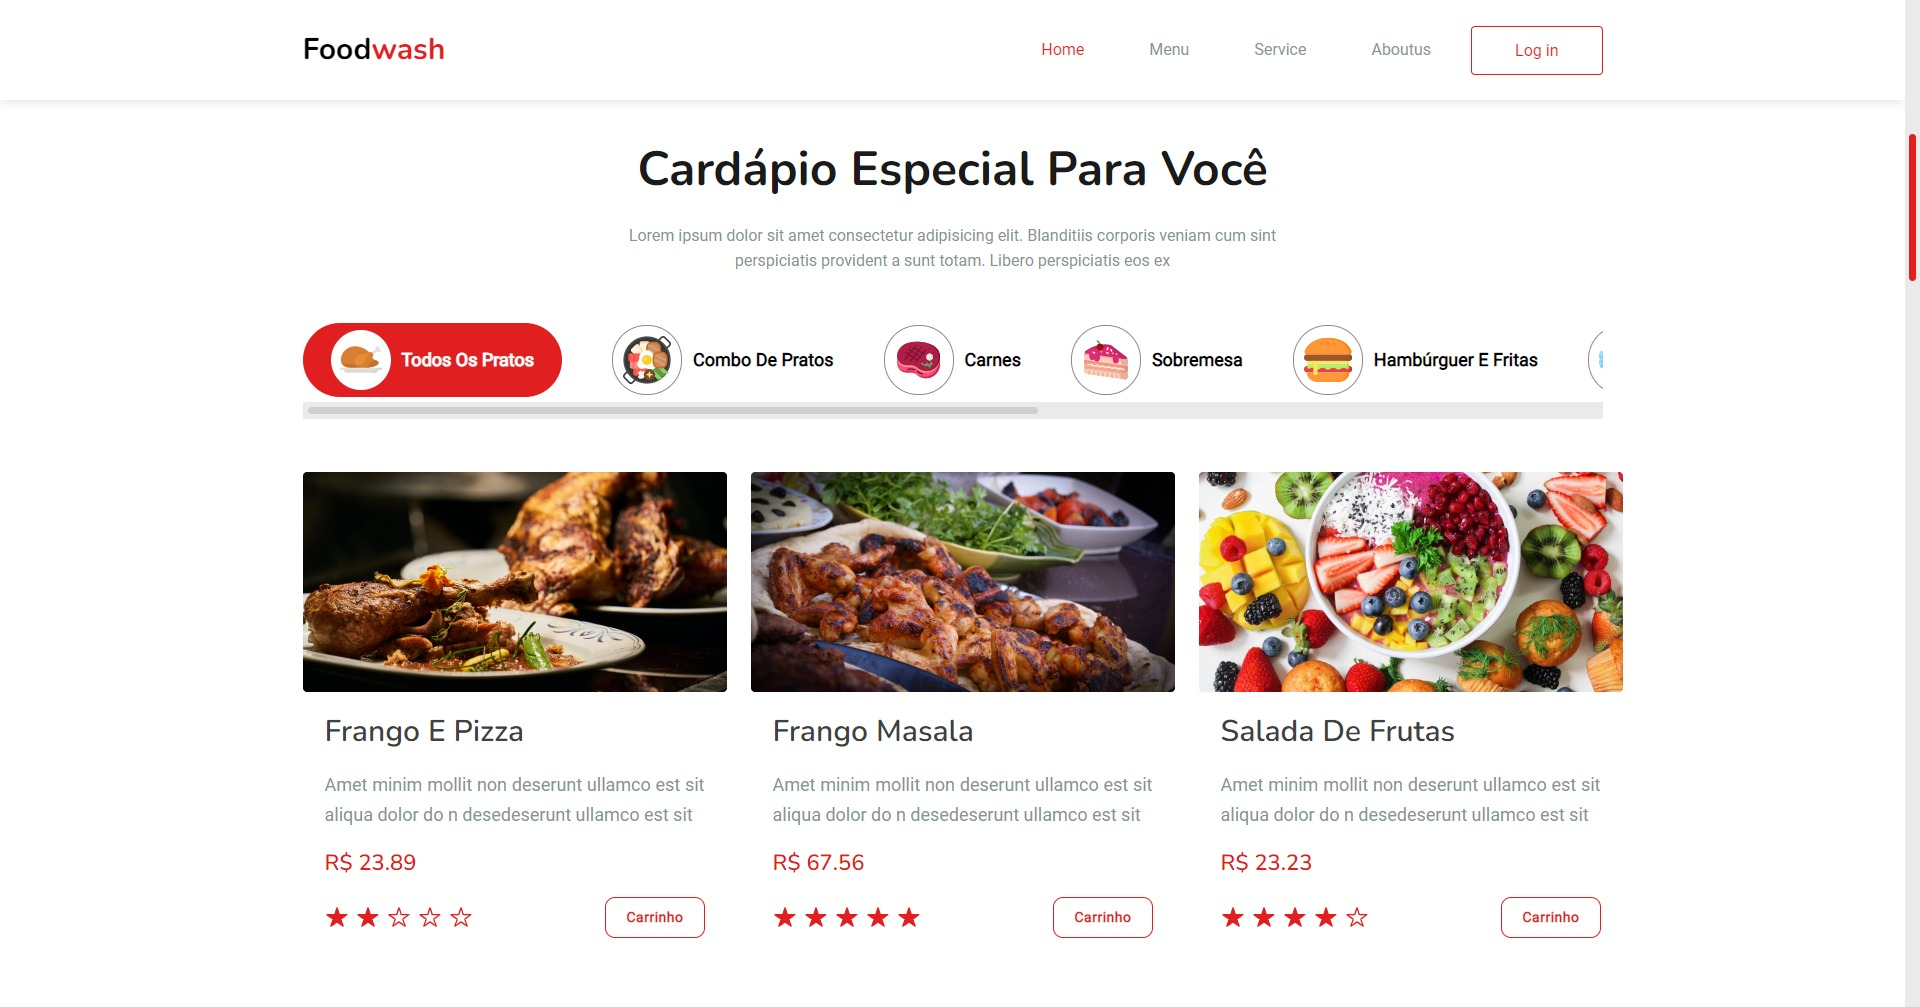 Foodwash
Home
Menu
Service
Aboutus
Log in
Cardápio Especial Para Você
Lorem ipsum dolor sit amet consectetur adipisicing elit. Blanditiis corporis veniam cum sint
perspiciatis provident a sunt totam. Libero perspiciatis eos ex
Todos Os Pratos
Combo De Pratos
Carnes
Sobremesa
Hambúrguer E Fritas
Frango E Pizza
Amet minim mollit non deserunt ullamco est sit
aliqua dolor do n desedeserunt ullamco est sit
R$ 23.89
Carrinho
Frango Masala
Amet minim mollit non deserunt ullamco est sit
aliqua dolor do n desedeserunt ullamco est sit
R$ 67.56
Carrinho
Salada De Frutas
Amet minim mollit non deserunt ullamco est sit
aliqua dolor do n desedeserunt ullamco est sit
R$ 23.23
Carrinho